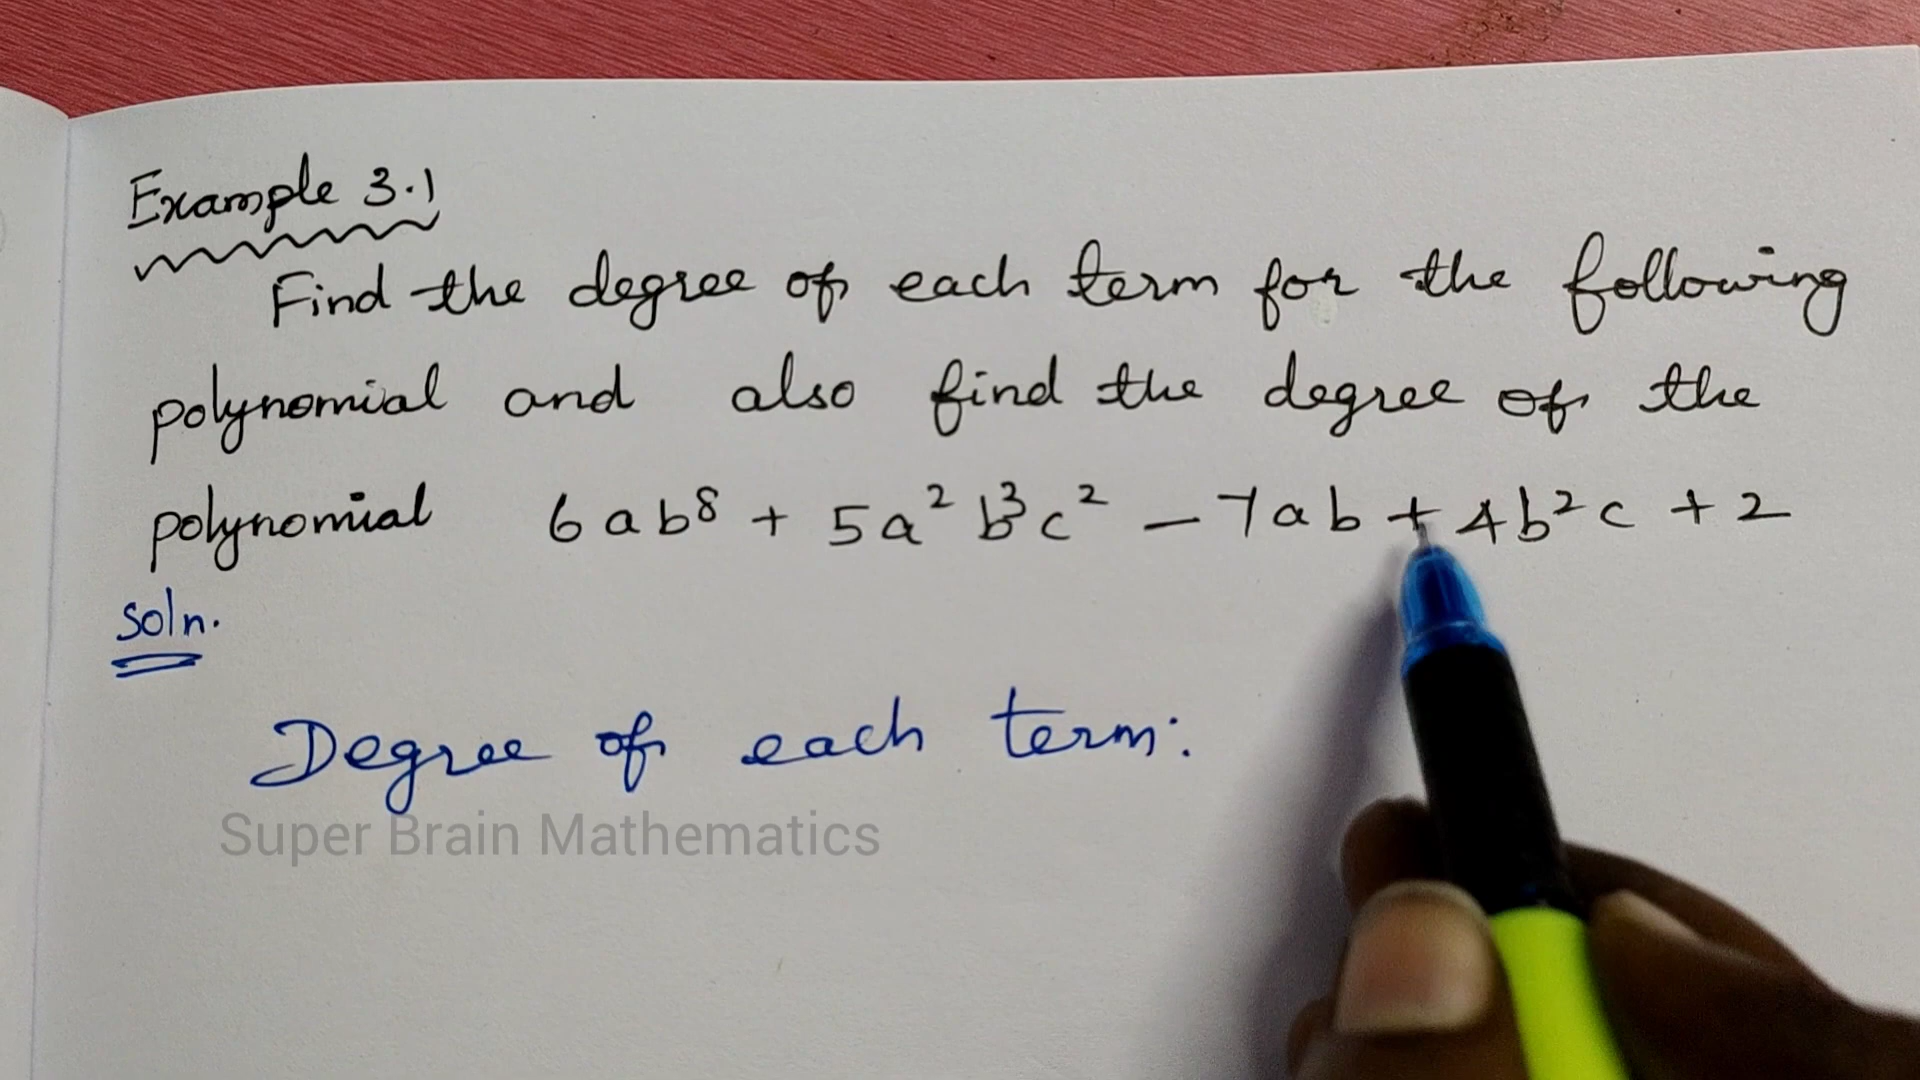 Example 3.1
Find the degree of each term for the following
polynomial and also find the degree of the
polynomial 6ab⁸ + 5a²b³c² – 7ab + 4b²c + 2
soln.
Degree of each term:
Super Brain Mathematics